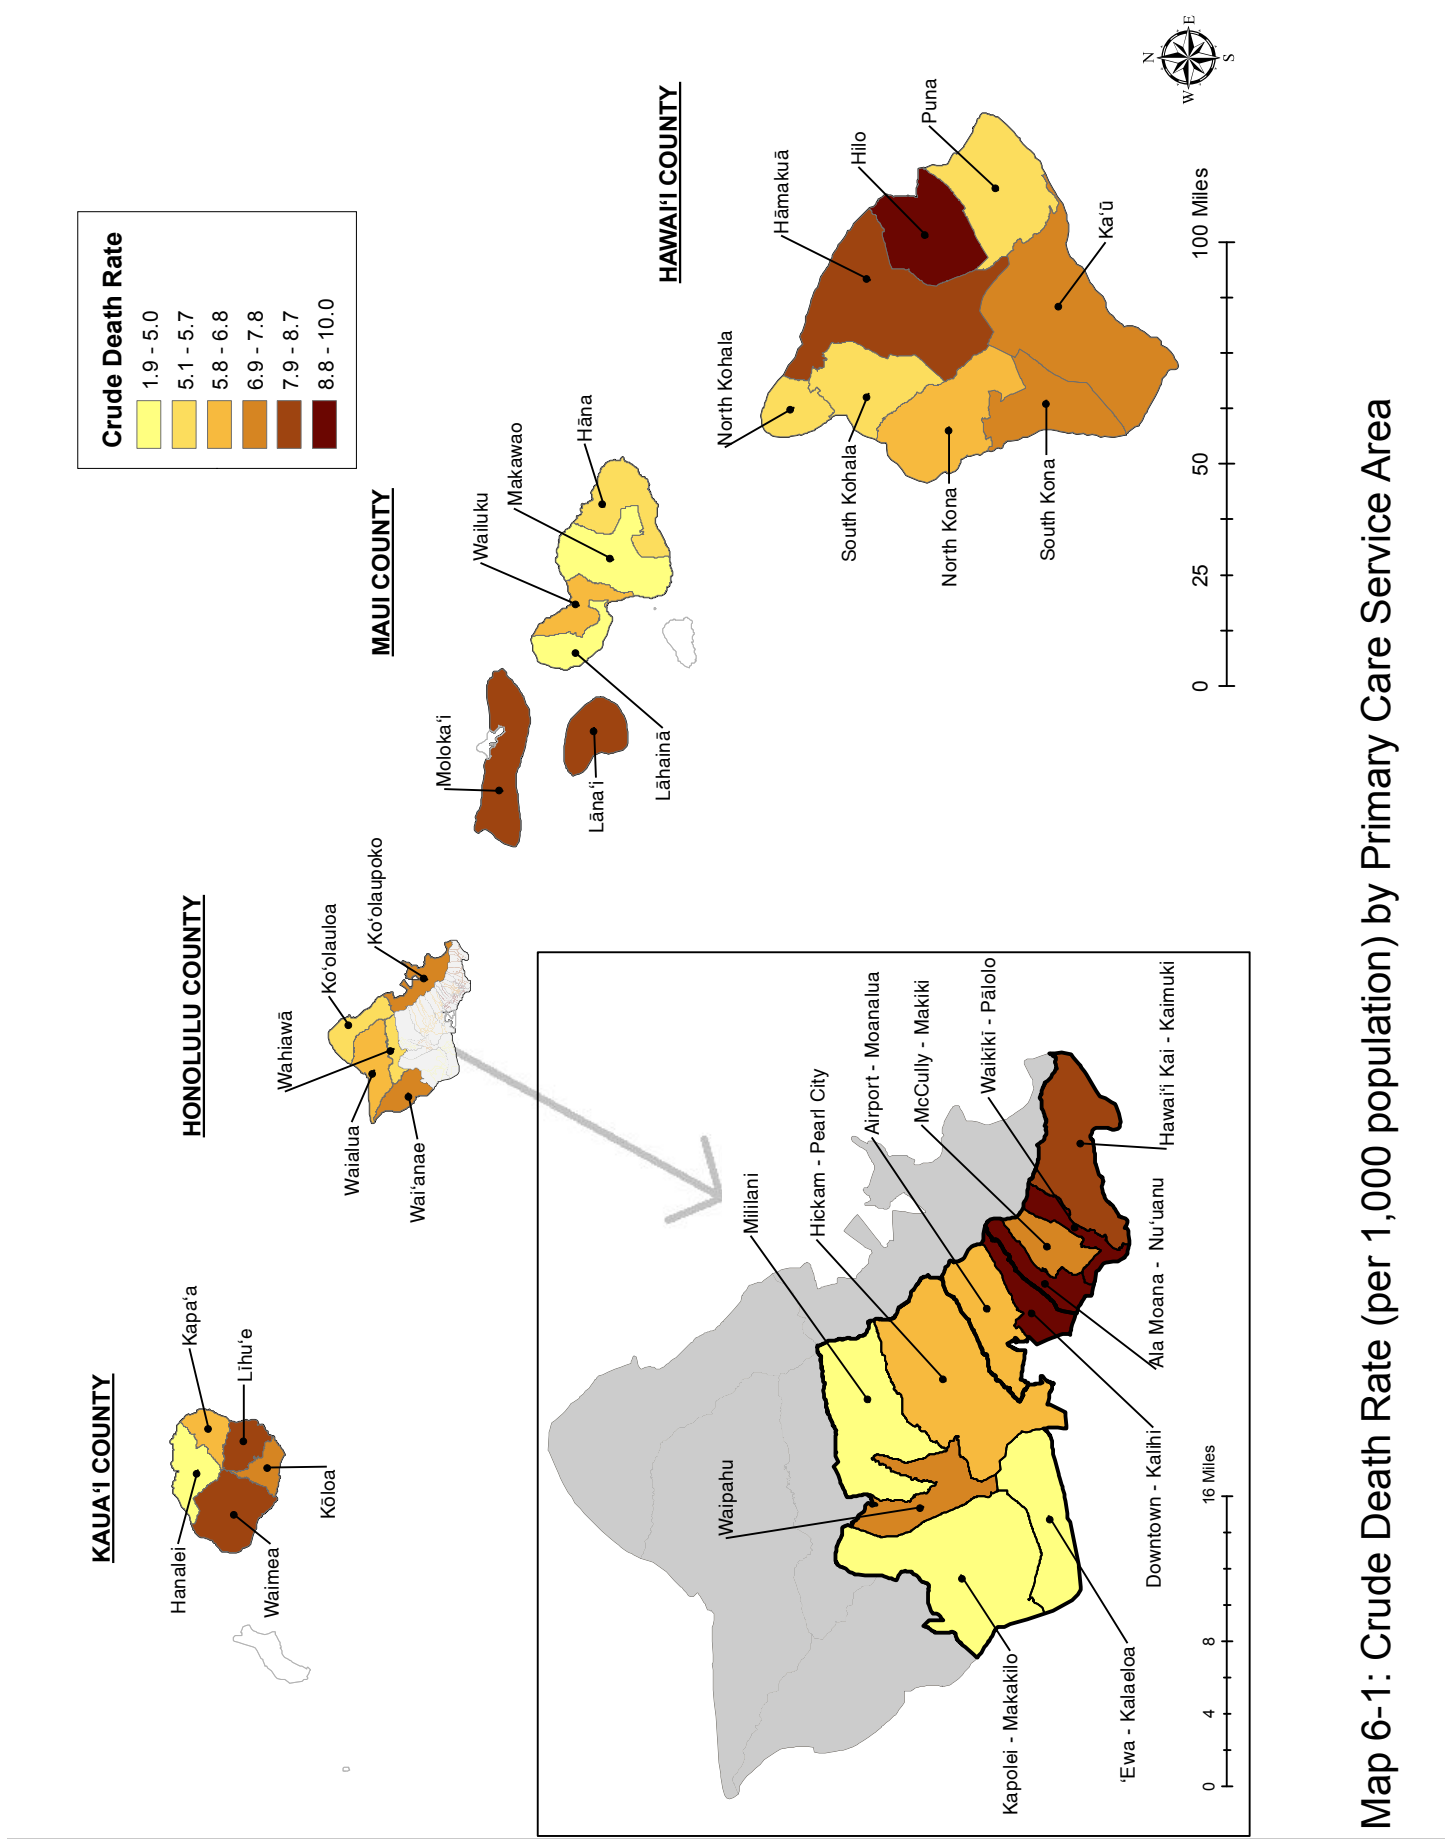 Crude Death Rate
1.9 - 5.0
5.1 - 5.7
5.8 - 6.8
6.9 - 7.8
7.9 - 8.7
8.8 - 10.0
KAUAʻI COUNTY
Hanalei
Waimea
Kapaʻa
Līhuʻe
Kōloa
HONOLULU COUNTY
Wahiawā
Koʻolauloa
Koʻolaupoko
Waialua
Waiʻanae
MAUI COUNTY
Molokaʻi
Lānaʻi
Lāhainā
Wailuku
Makawao
Hāna
HAWAIʻI COUNTY
North Kohala
South Kohala
North Kona
South Kona
Hāmakuā
Hilo
Puna
Kaʻū
0 25 50 100 Miles
N
W E
S
Mililani
Hickam - Pearl City
Airport - Moanalua
McCully - Makiki
Waikīkī - Pālolo
Hawaiʻi Kai - Kaimuki
Waipahu
Kapolei - Makakilo
ʻEwa - Kalaeloa
Downtown - Kalihi
Ala Moana - Nuʻuanu
0 4 8 16 Miles
Map 6-1: Crude Death Rate (per 1,000 population) by Primary Care Service Area